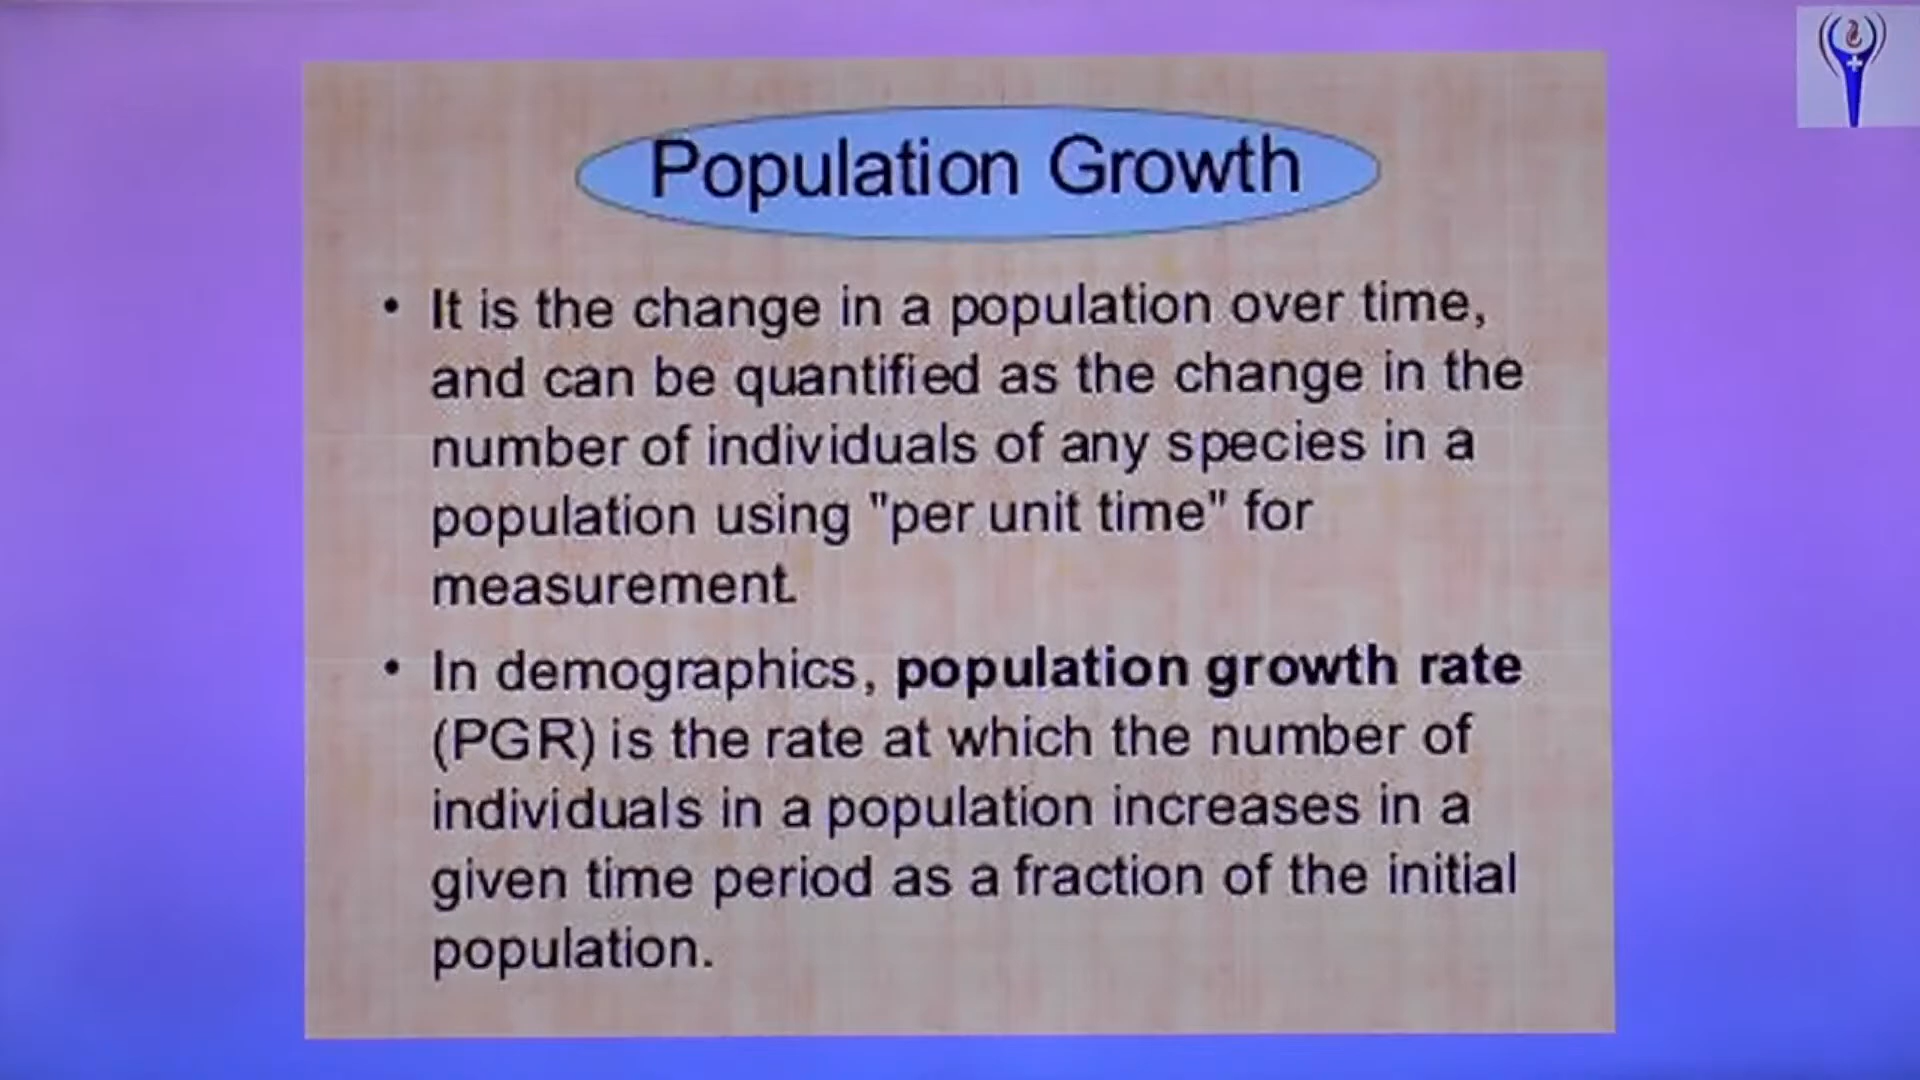 Population Growth
• It is the change in a population over time,
and can be quantified as the change in the
number of individuals of any species in a
population using "per unit time" for
measurement.
• In demographics, population growth rate
(PGR) is the rate at which the number of
individuals in a population increases in a
given time period as a fraction of the initial
population.